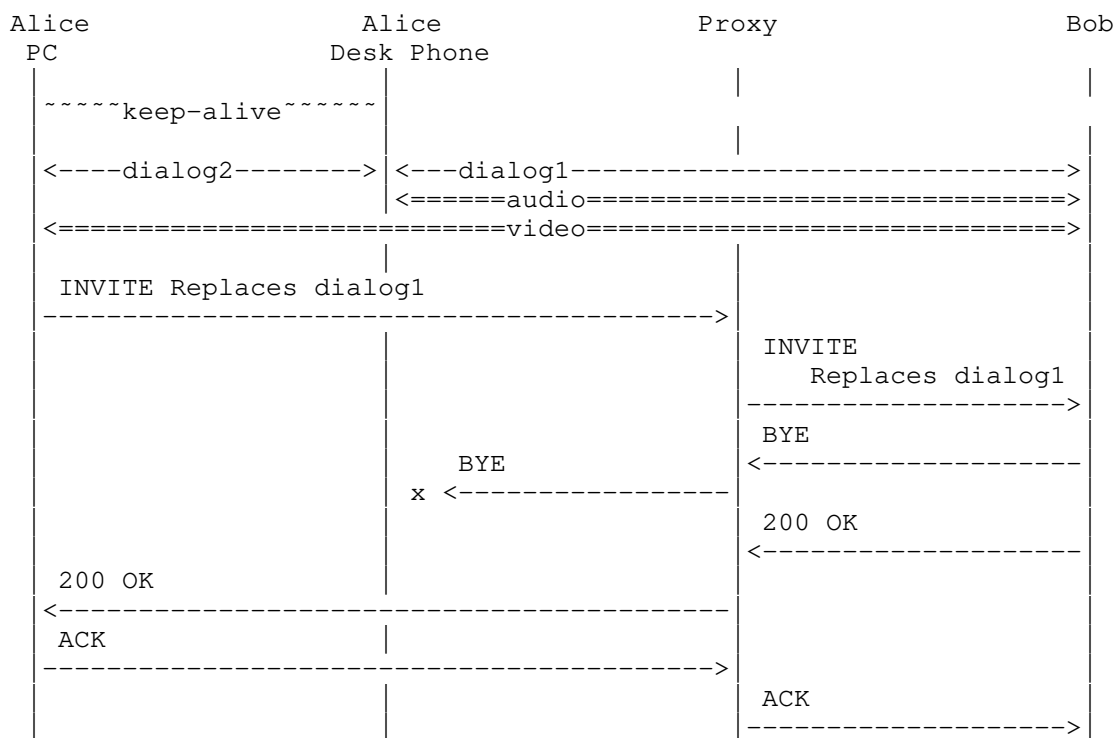 Alice Alice Proxy Bob
PC Desk Phone
~~~~~keep-alive~~~~~~
<----dialog2--------> <---dialog1------------------------------->
<======audio==============================>
<============================video==============================>
INVITE Replaces dialog1
------------------------------------------>
INVITE
Replaces dialog1
-------------------->
BYE
BYE <--------------------
x <-----------------
200 OK
<--------------------
200 OK
<------------------------------------------
ACK
------------------------------------------>
ACK
-------------------->